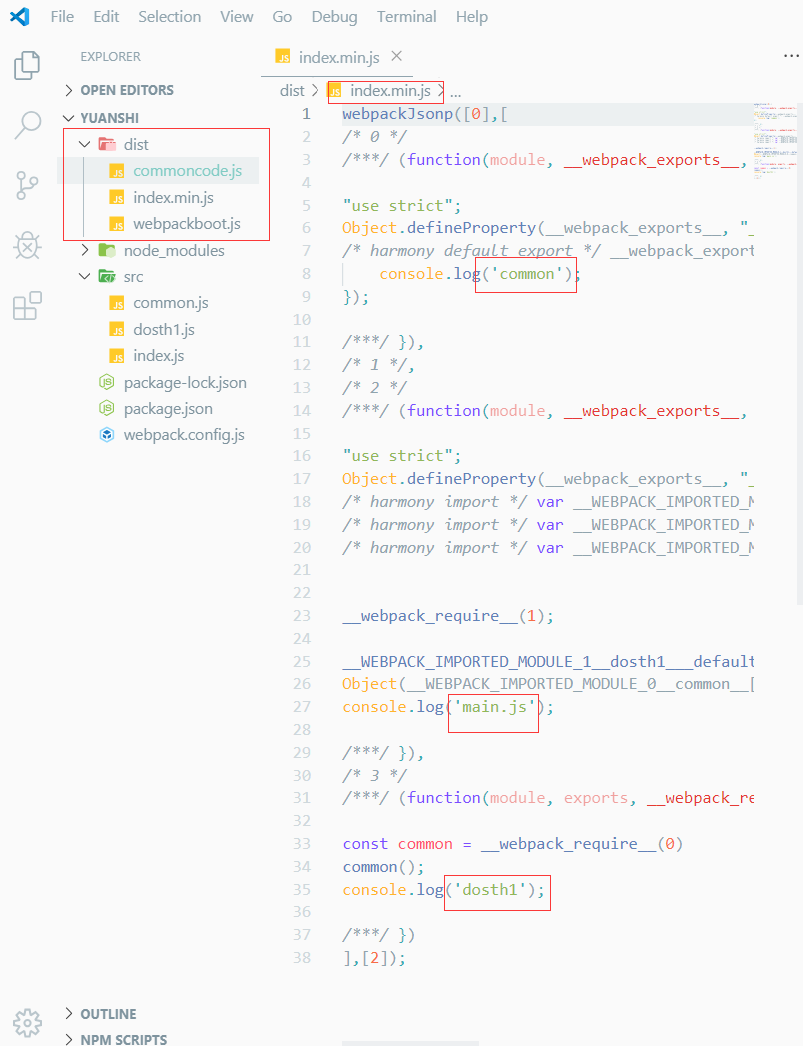 File Edit Selection View Go Debug Terminal Help
EXPLORER
OPEN EDITORS
YUANSHI
dist
commoncode.js
index.min.js
webpackboot.js
node_modules
src
common.js
dosth1.js
index.js
package-lock.json
package.json
webpack.config.js
OUTLINE
NPM SCRIPTS
index.min.js
dist > index.min.js > ...
1 webpackJsonp([0],[
2 /* 0 */
3 /***/ (function(module, __webpack_exports__,
4
5 "use strict";
6 Object.defineProperty(__webpack_exports__, "_
7 /* harmony default export */ __webpack_export
8 console.log('common');
9 });
10
11 /***/ }),
12 /* 1 */,
13 /* 2 */
14 /***/ (function(module, __webpack_exports__,
15
16 "use strict";
17 Object.defineProperty(__webpack_exports__, "_
18 /* harmony import */ var __WEBPACK_IMPORTED_M
19 /* harmony import */ var __WEBPACK_IMPORTED_M
20 /* harmony import */ var __WEBPACK_IMPORTED_M
21
22
23 __webpack_require__(1);
24
25 __WEBPACK_IMPORTED_MODULE_1__dosth1___default
26 Object(__WEBPACK_IMPORTED_MODULE_0__common__[
27 console.log('main.js');
28
29 /***/ }),
30 /* 3 */
31 /***/ (function(module, exports, __webpack_re
32
33 const common = __webpack_require__(0)
34 common();
35 console.log('dosth1');
36
37 /***/ })
38 ],[2]);